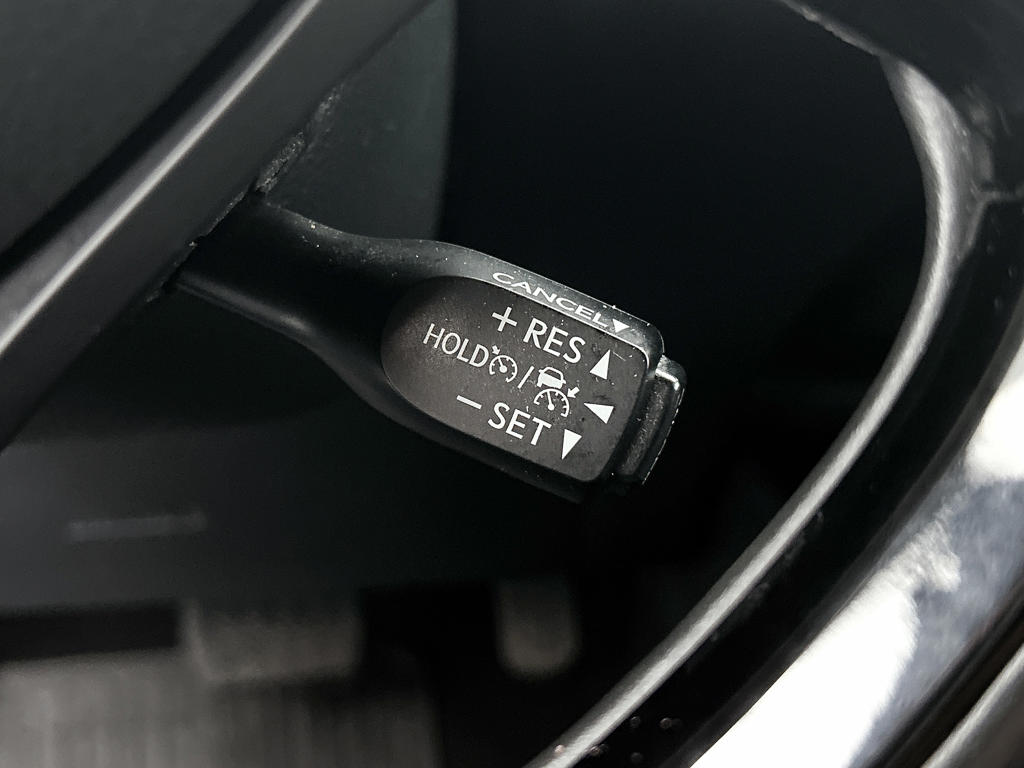 CANCEL
+ RES
HOLD /
− SET